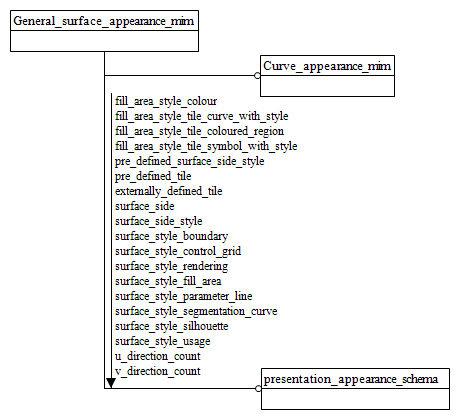 General_surface_appearance_mim
Curve_appearance_mim
fill_area_style_colour
fill_area_style_tile_curve_with_style
fill_area_style_tile_coloured_region
fill_area_style_tile_symbol_with_style
pre_defined_surface_side_style
pre_defined_tile
externally_defined_tile
surface_side
surface_side_style
surface_style_boundary
surface_style_control_grid
surface_style_rendering
surface_style_fill_area
surface_style_parameter_line
surface_style_segmentation_curve
surface_style_silhouette
surface_style_usage
u_direction_count
v_direction_count
presentation_appearance_schema